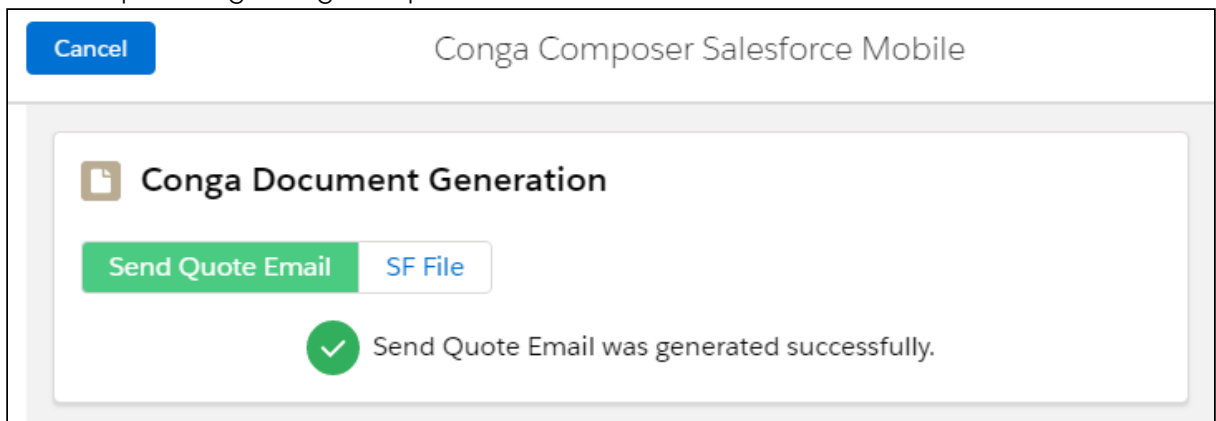 Cancel
Conga Composer Salesforce Mobile
Conga Document Generation
Send Quote Email
SF File
Send Quote Email was generated successfully.